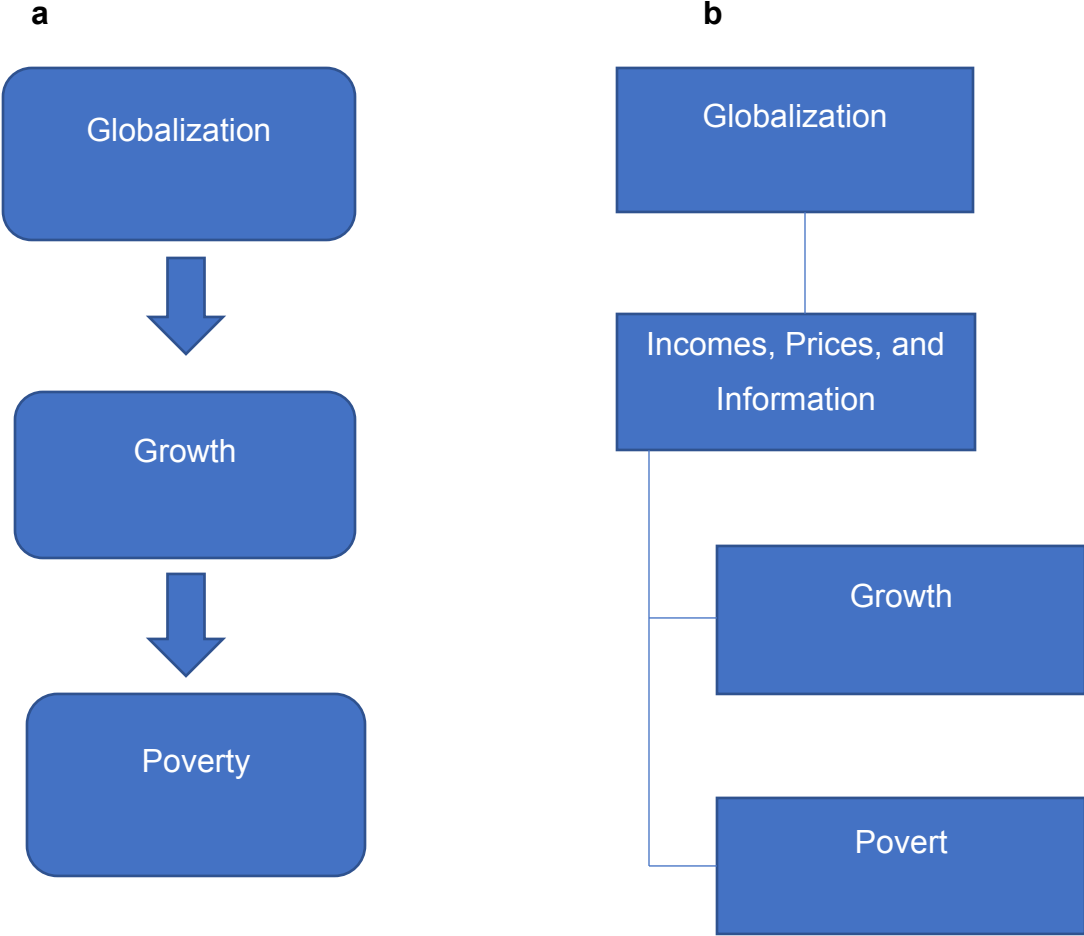 a
Globalization
Growth
Poverty
b
Globalization
Incomes, Prices, and
Information
Growth
Povert